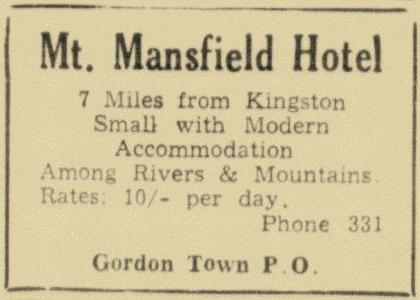 Mt. Mansfield Hotel
7 Miles from Kingston
Small with Modern
Accommodation
Among Rivers & Mountains.
Rates: 10/- per day.
Phone 331
Gordon Town P.O.